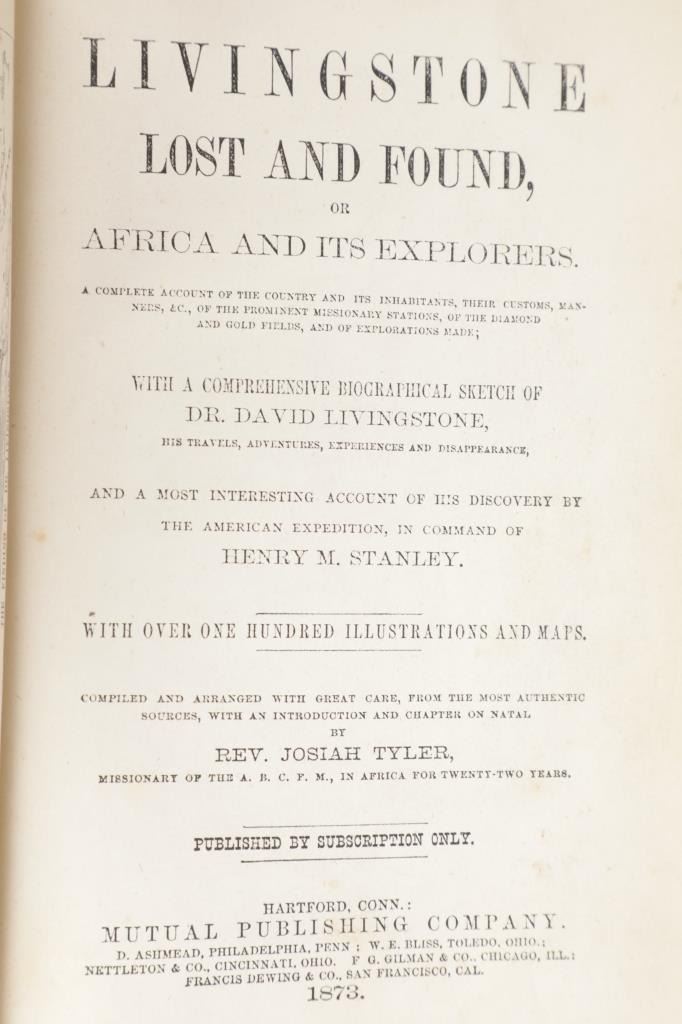 LIVINGSTONE
LOST AND FOUND,
OR
AFRICA AND ITS EXPLORERS.
A COMPLETE ACCOUNT OF THE COUNTRY AND ITS INHABITANTS, THEIR CUSTOMS, MAN-
NERS, &C., OF THE PROMINENT MISSIONARY STATIONS, OF THE DIAMOND
AND GOLD FIELDS, AND OF EXPLORATIONS MADE;
WITH A COMPREHENSIVE BIOGRAPHICAL SKETCH OF
DR. DAVID LIVINGSTONE,
HIS TRAVELS, ADVENTURES, EXPERIENCES AND DISAPPEARANCE,
AND A MOST INTERESTING ACCOUNT OF HIS DISCOVERY BY
THE AMERICAN EXPEDITION, IN COMMAND OF
HENRY M. STANLEY.
WITH OVER ONE HUNDRED ILLUSTRATIONS AND MAPS.
COMPILED AND ARRANGED WITH GREAT CARE, FROM THE MOST AUTHENTIC
SOURCES, WITH AN INTRODUCTION AND CHAPTER ON NATAL
BY
REV. JOSIAH TYLER,
MISSIONARY OF THE A. B. C. F. M., IN AFRICA FOR TWENTY-TWO YEARS.
PUBLISHED BY SUBSCRIPTION ONLY.
HARTFORD, CONN.:
MUTUAL PUBLISHING COMPANY.
D. ASHMEAD, PHILADELPHIA, PENN; W. E. BLISS, TOLEDO, OHIO.;
NETTLETON & CO., CINCINNATI, OHIO. F G. GILMAN & CO., CHICAGO, ILL:
FRANCIS DEWING & CO., SAN FRANCISCO, CAL.
1873.